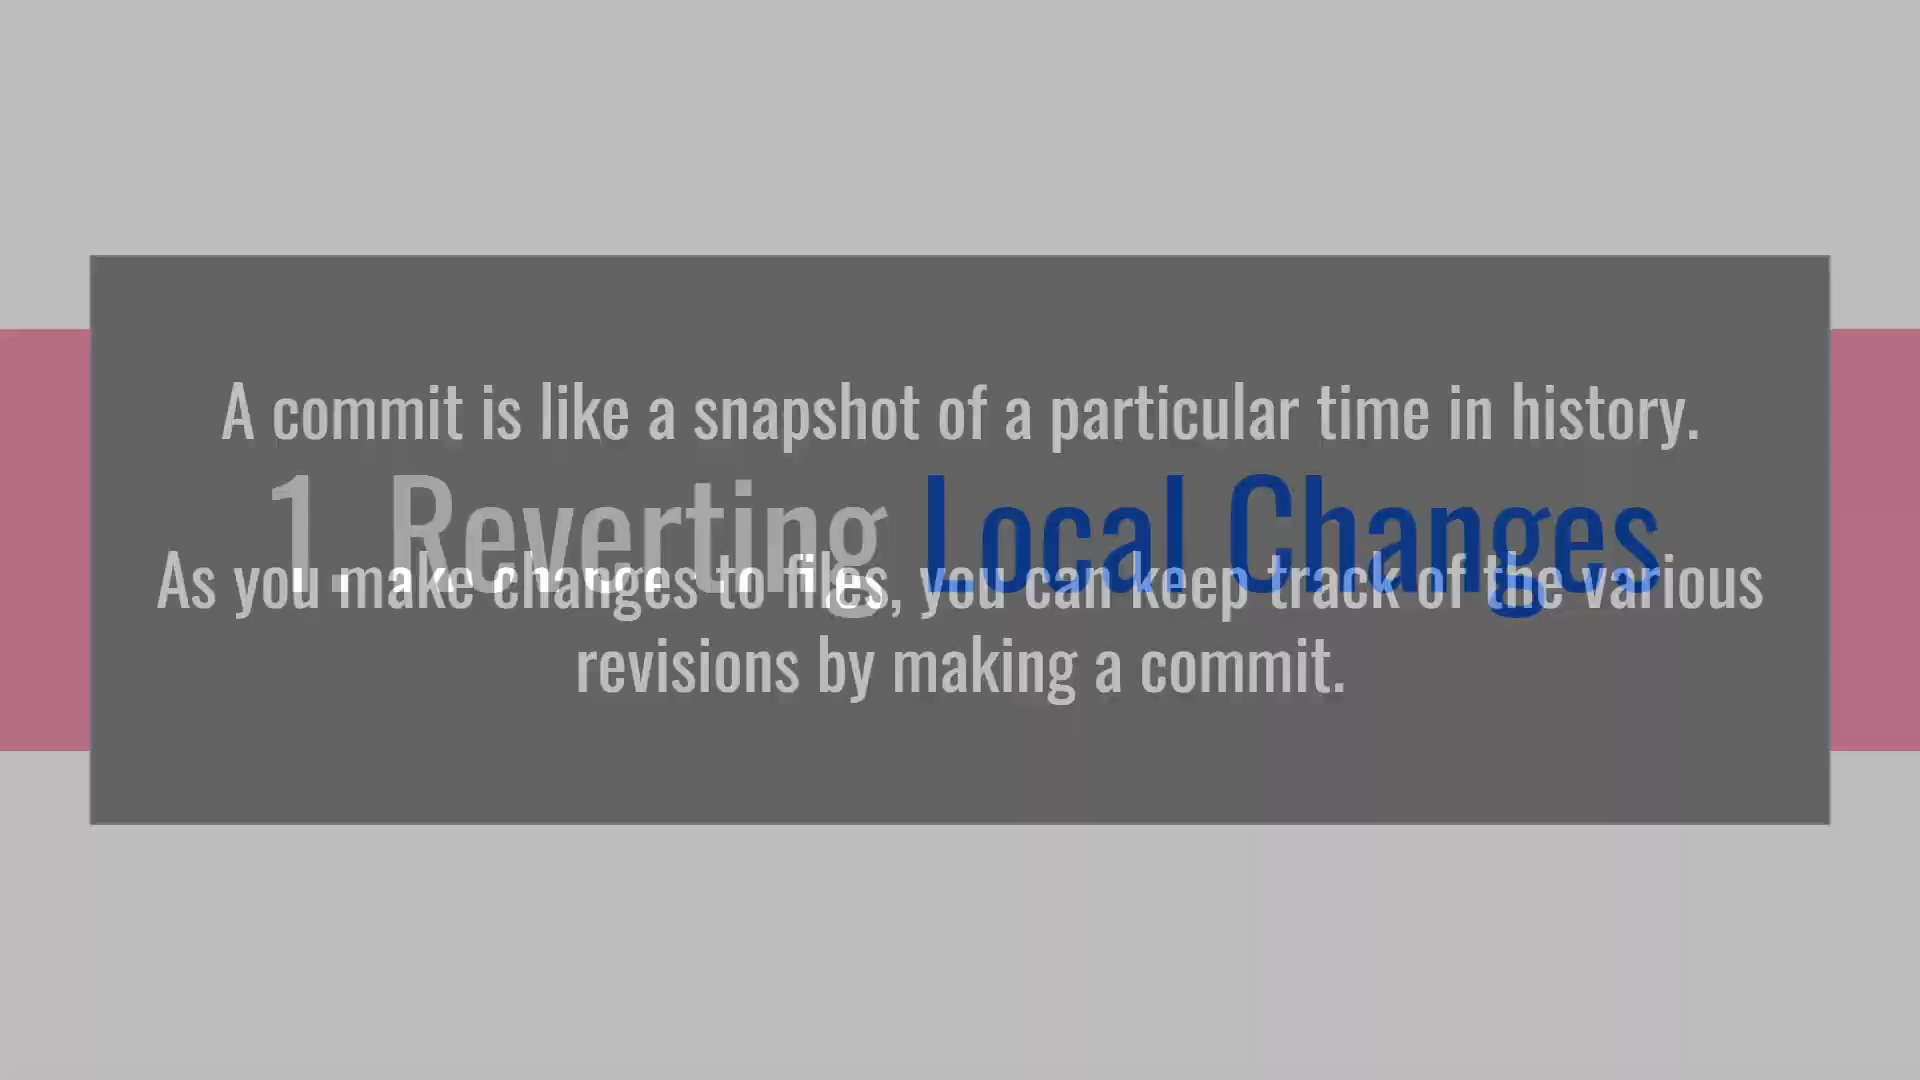 A commit is like a snapshot of a particular time in history.
1. Reverting Local Changes
As you make changes to files, you can keep track of the various
revisions by making a commit.